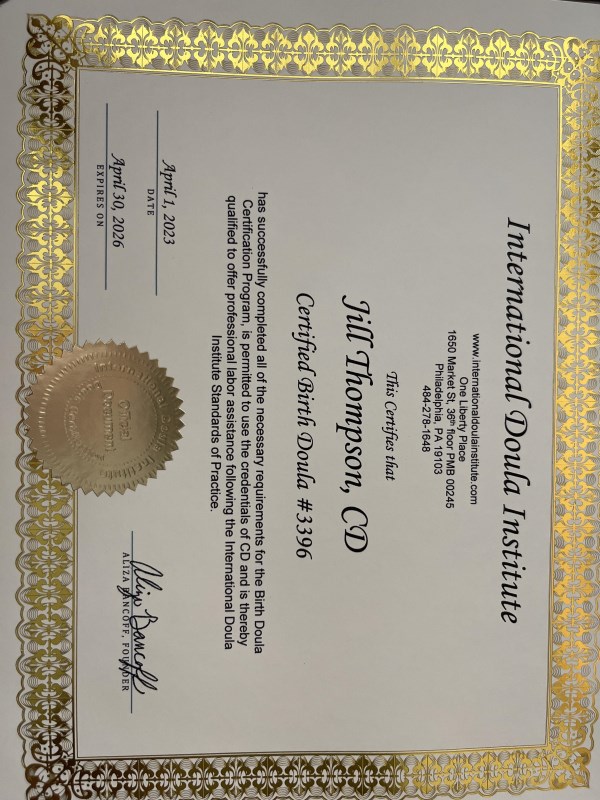 International Doula Institute
www.internationaldoulainstitute.com
One Liberty Place
1650 Market St, 36th floor PMB 00245
Philadelphia, PA 19103
484-278-1648
This Certifies that
Jill Thompson, CD
Certified Birth Doula #3396
has successfully completed all of the necessary requirements for the Birth Doula
Certification Program, is permitted to use the credentials of CD and is thereby
qualified to offer professional labor assistance following the International Doula
Institute Standards of Practice.
April 1, 2023
DATE
April 30, 2026
EXPIRES ON
Official
Document
Aliza Bancoff
ALIZA BANCOFF, FOUNDER